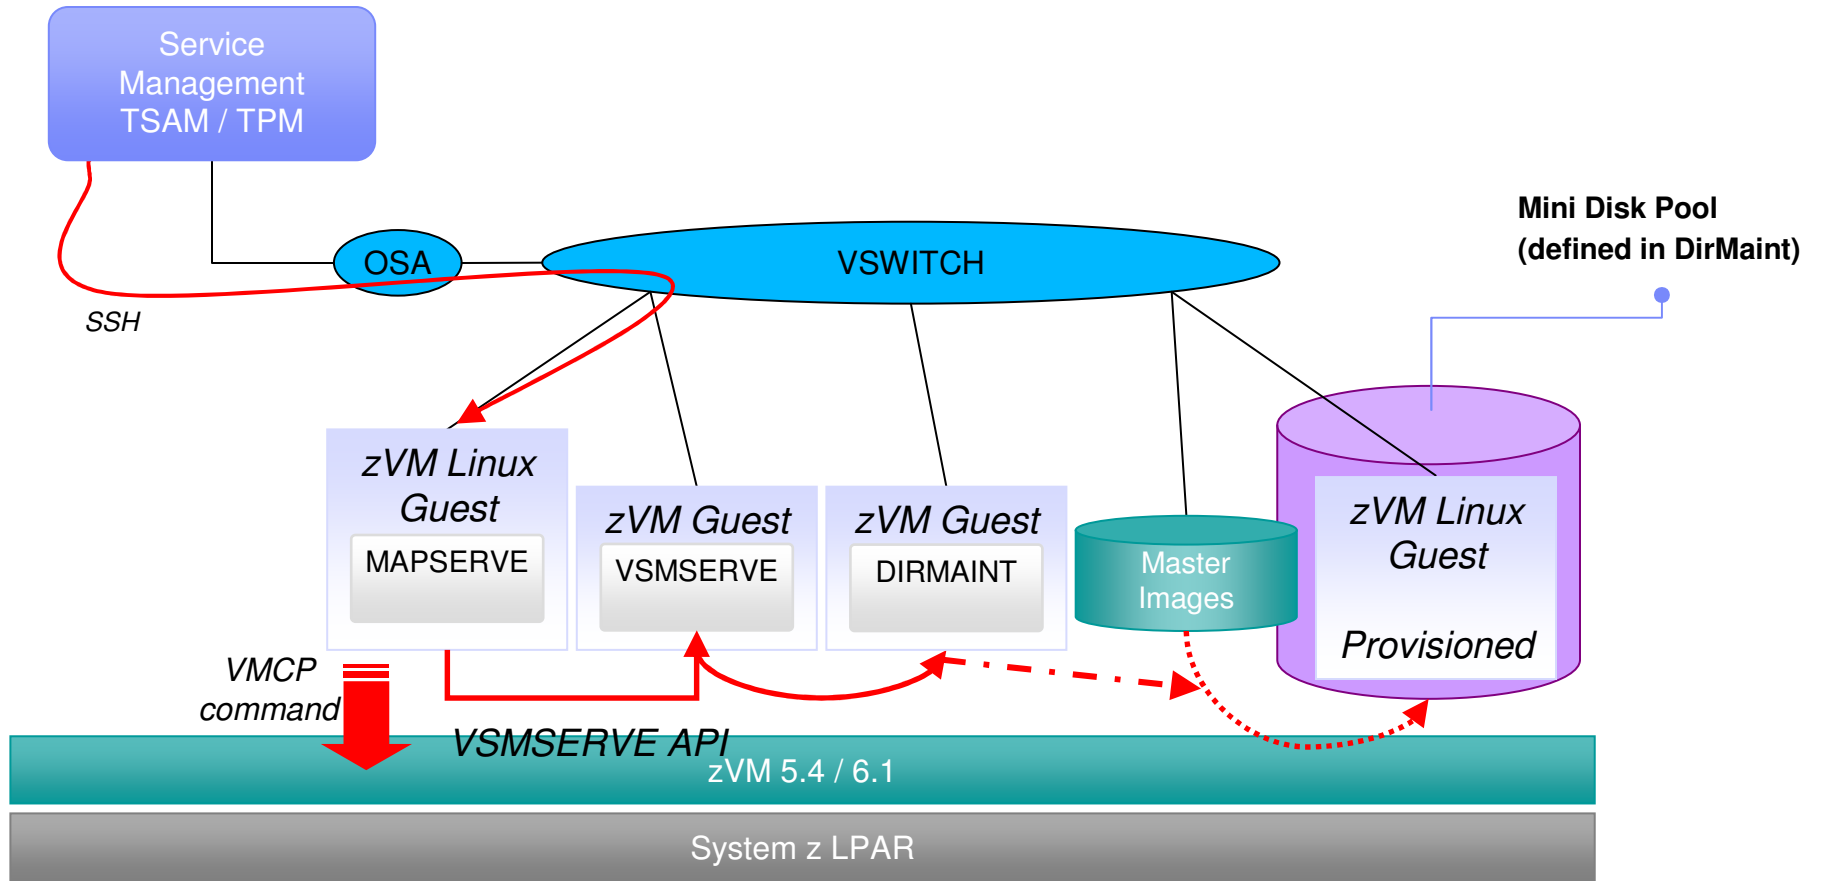 Service
Management
TSAM / TPM
Mini Disk Pool
(defined in DirMaint)
OSA
VSWITCH
SSH
zVM Linux
Guest
MAPSERVE
zVM Guest
VSMSERVE
zVM Guest
DIRMAINT
Master
Images
zVM Linux
Guest
Provisioned
VMCP
command
VSMSERVE API
zVM 5.4 / 6.1
System z LPAR